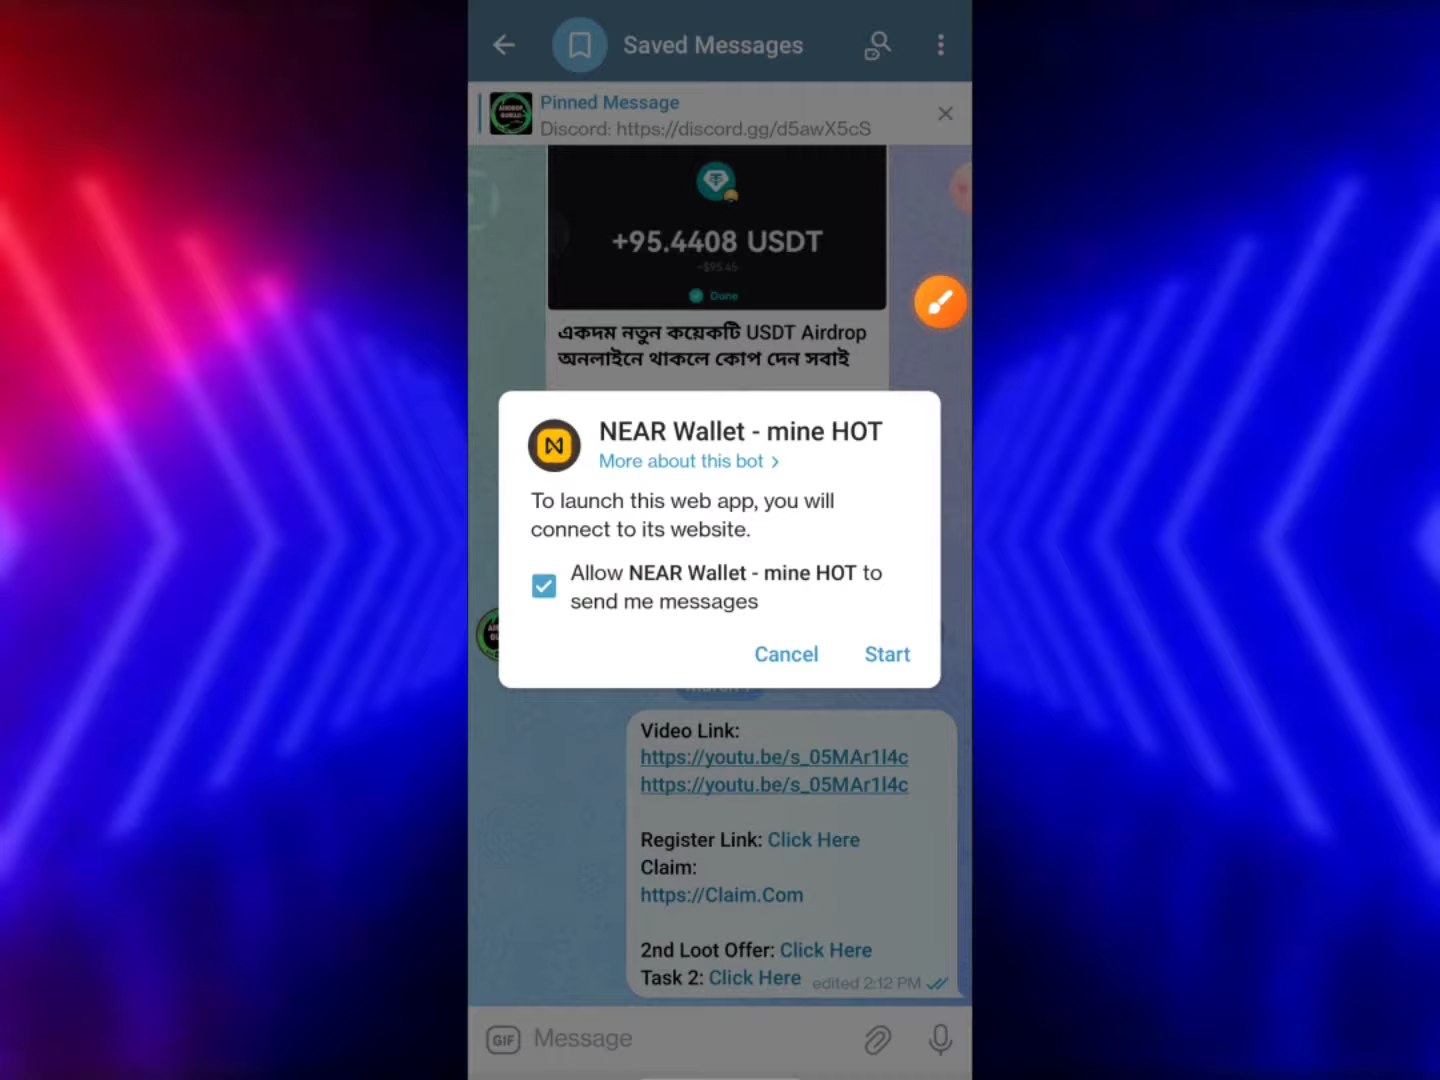 Saved Messages
Pinned Message
Discord: https://discord.gg/d5awX5cS
+95.4408 USDT
~$95.45
Done
একদম নতুন কয়েকটি USDT Airdrop
অনলাইনে থাকলে কোপ দেন সবাই
NEAR Wallet - mine HOT
More about this bot
To launch this web app, you will
connect to its website.
Allow NEAR Wallet - mine HOT to
send me messages
Cancel
Start
Video Link:
https://youtu.be/s_05MAr1l4c
https://youtu.be/s_05MAr1l4c
Register Link: Click Here
Claim:
https://Claim.Com
2nd Loot Offer: Click Here
Task 2: Click Here
edited 2:12 PM
GIF
Message